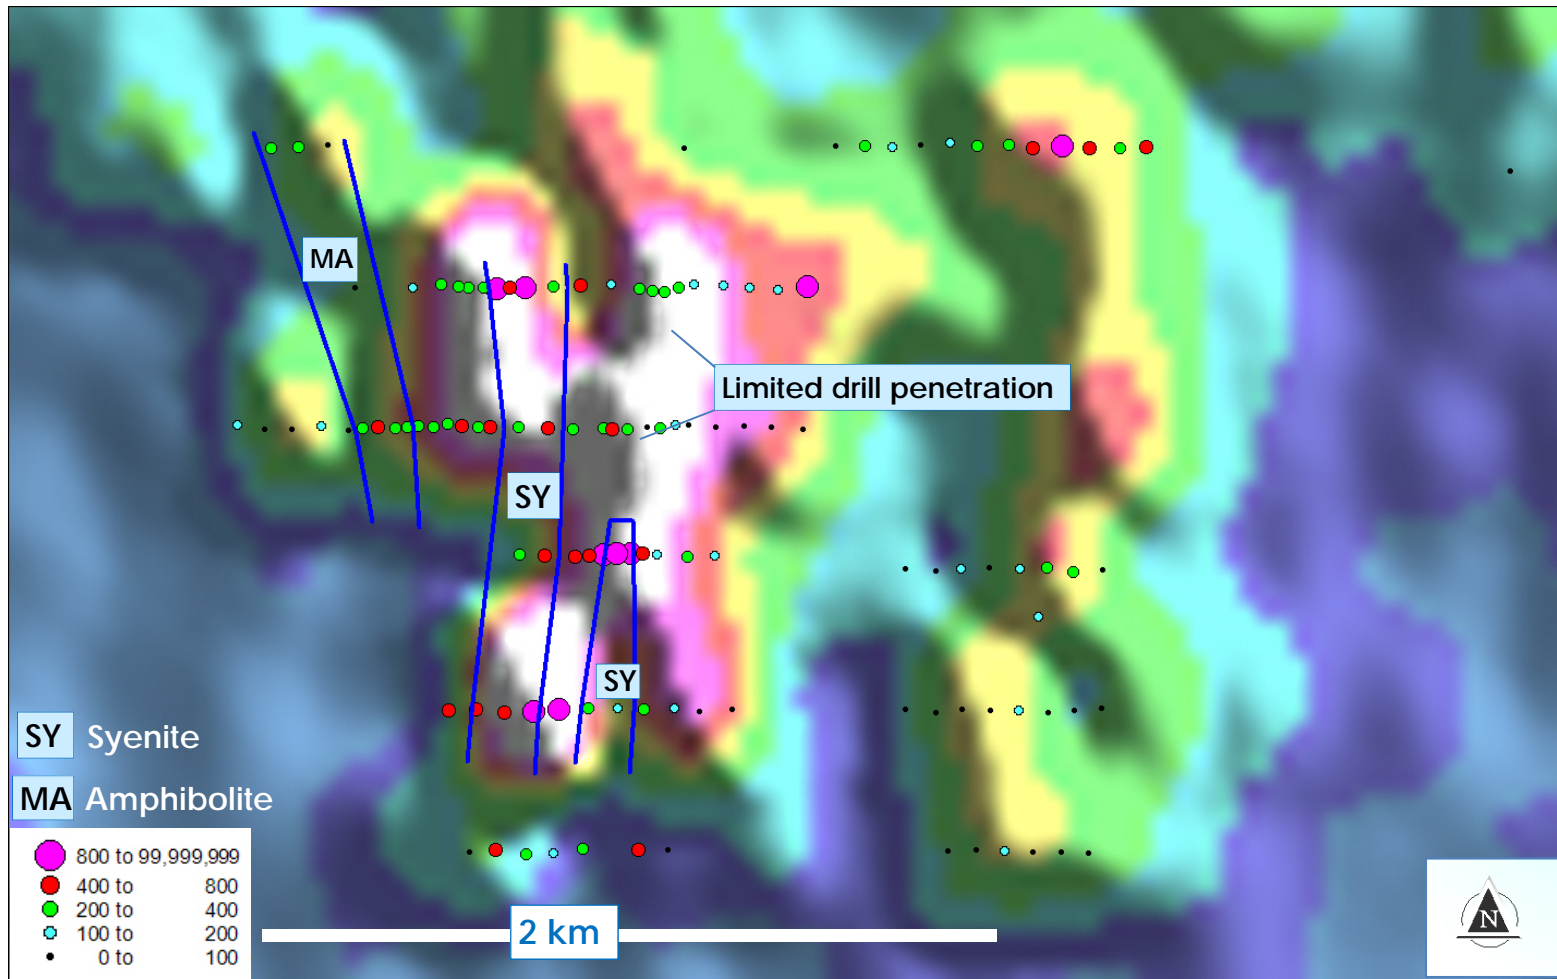 MA
Limited drill penetration
SY
SY
SY Syenite
MA Amphibolite
800 to 99,999,999
400 to 800
200 to 400
100 to 200
0 to 100
2 km
N